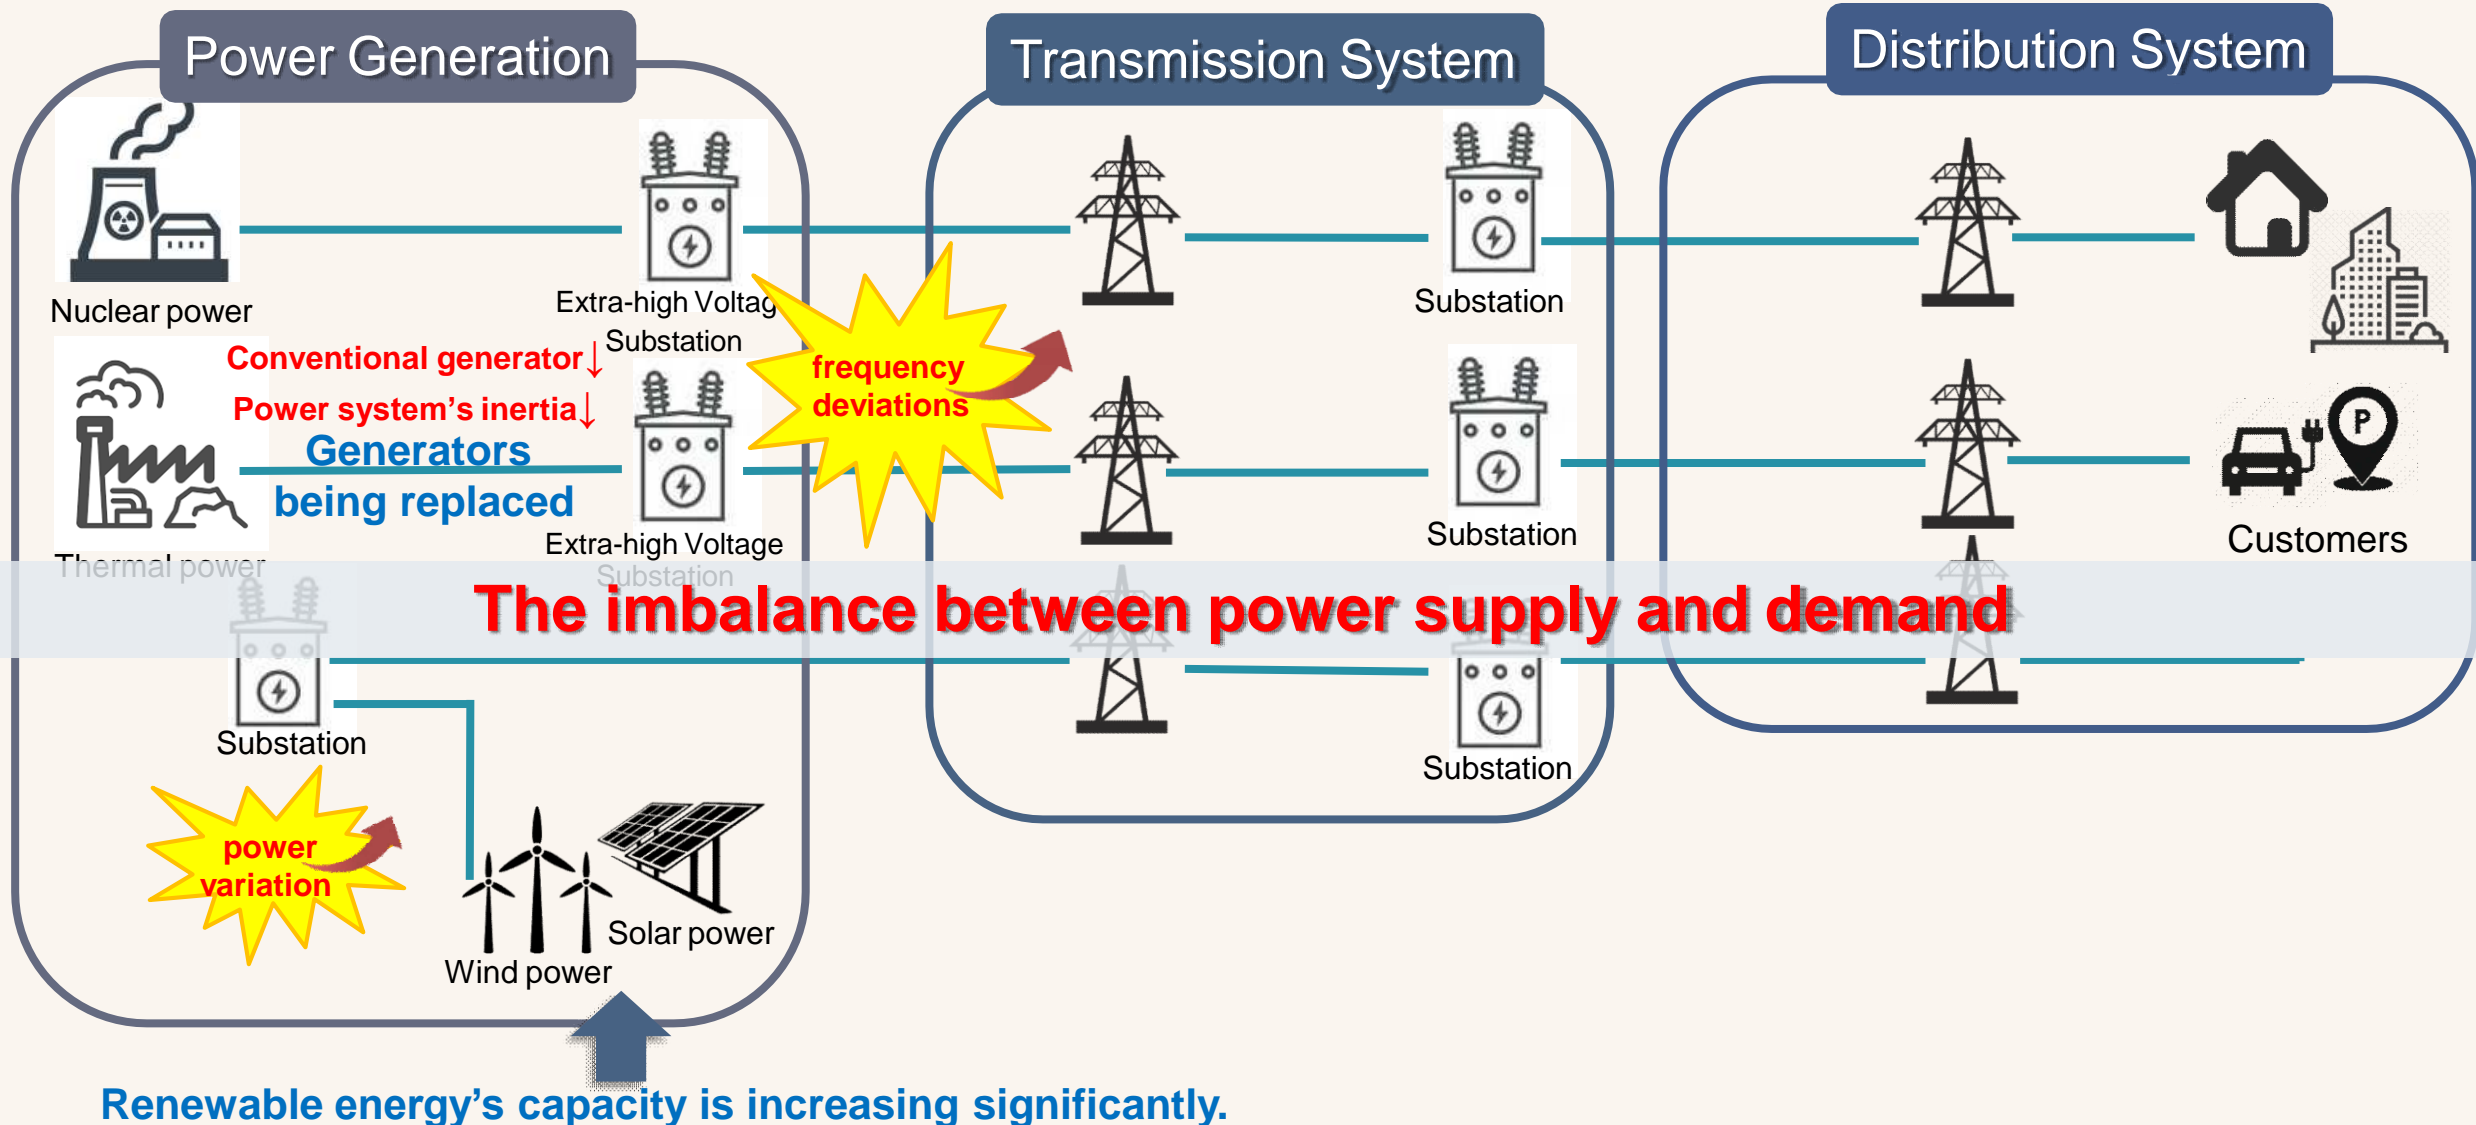 Power Generation
Transmission System
Distribution System
Nuclear power
Extra-high Voltag
Substation
Substation
Conventional generator↓
Power system's inertia↓
Generators
being replaced
frequency
deviations
P
Thermal power
Extra-high Voltage
Substation
Substation
Customers
The imbalance between power supply and demand
Substation
Substation
power
variation
Solar power
Wind power
Renewable energy's capacity is increasing significantly.